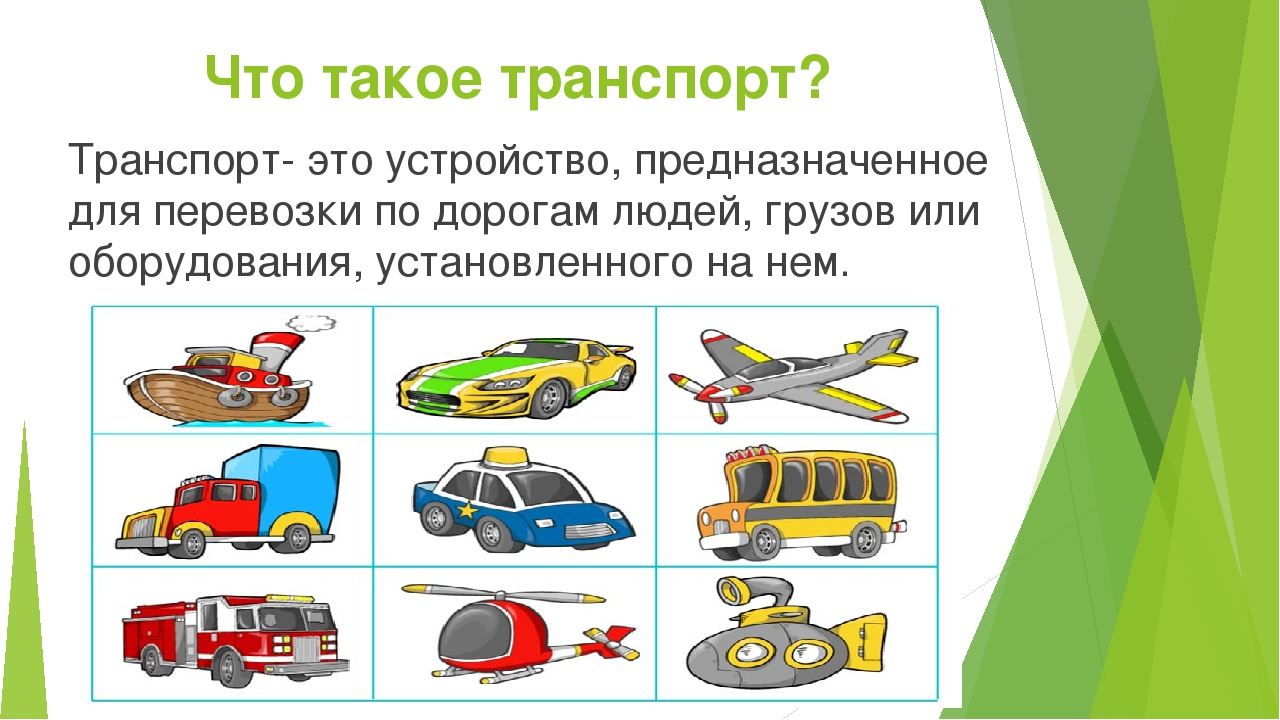 Что такое транспорт?
Транспорт- это устройство, предназначенное
для перевозки по дорогам людей, грузов или
оборудования, установленного на нем.